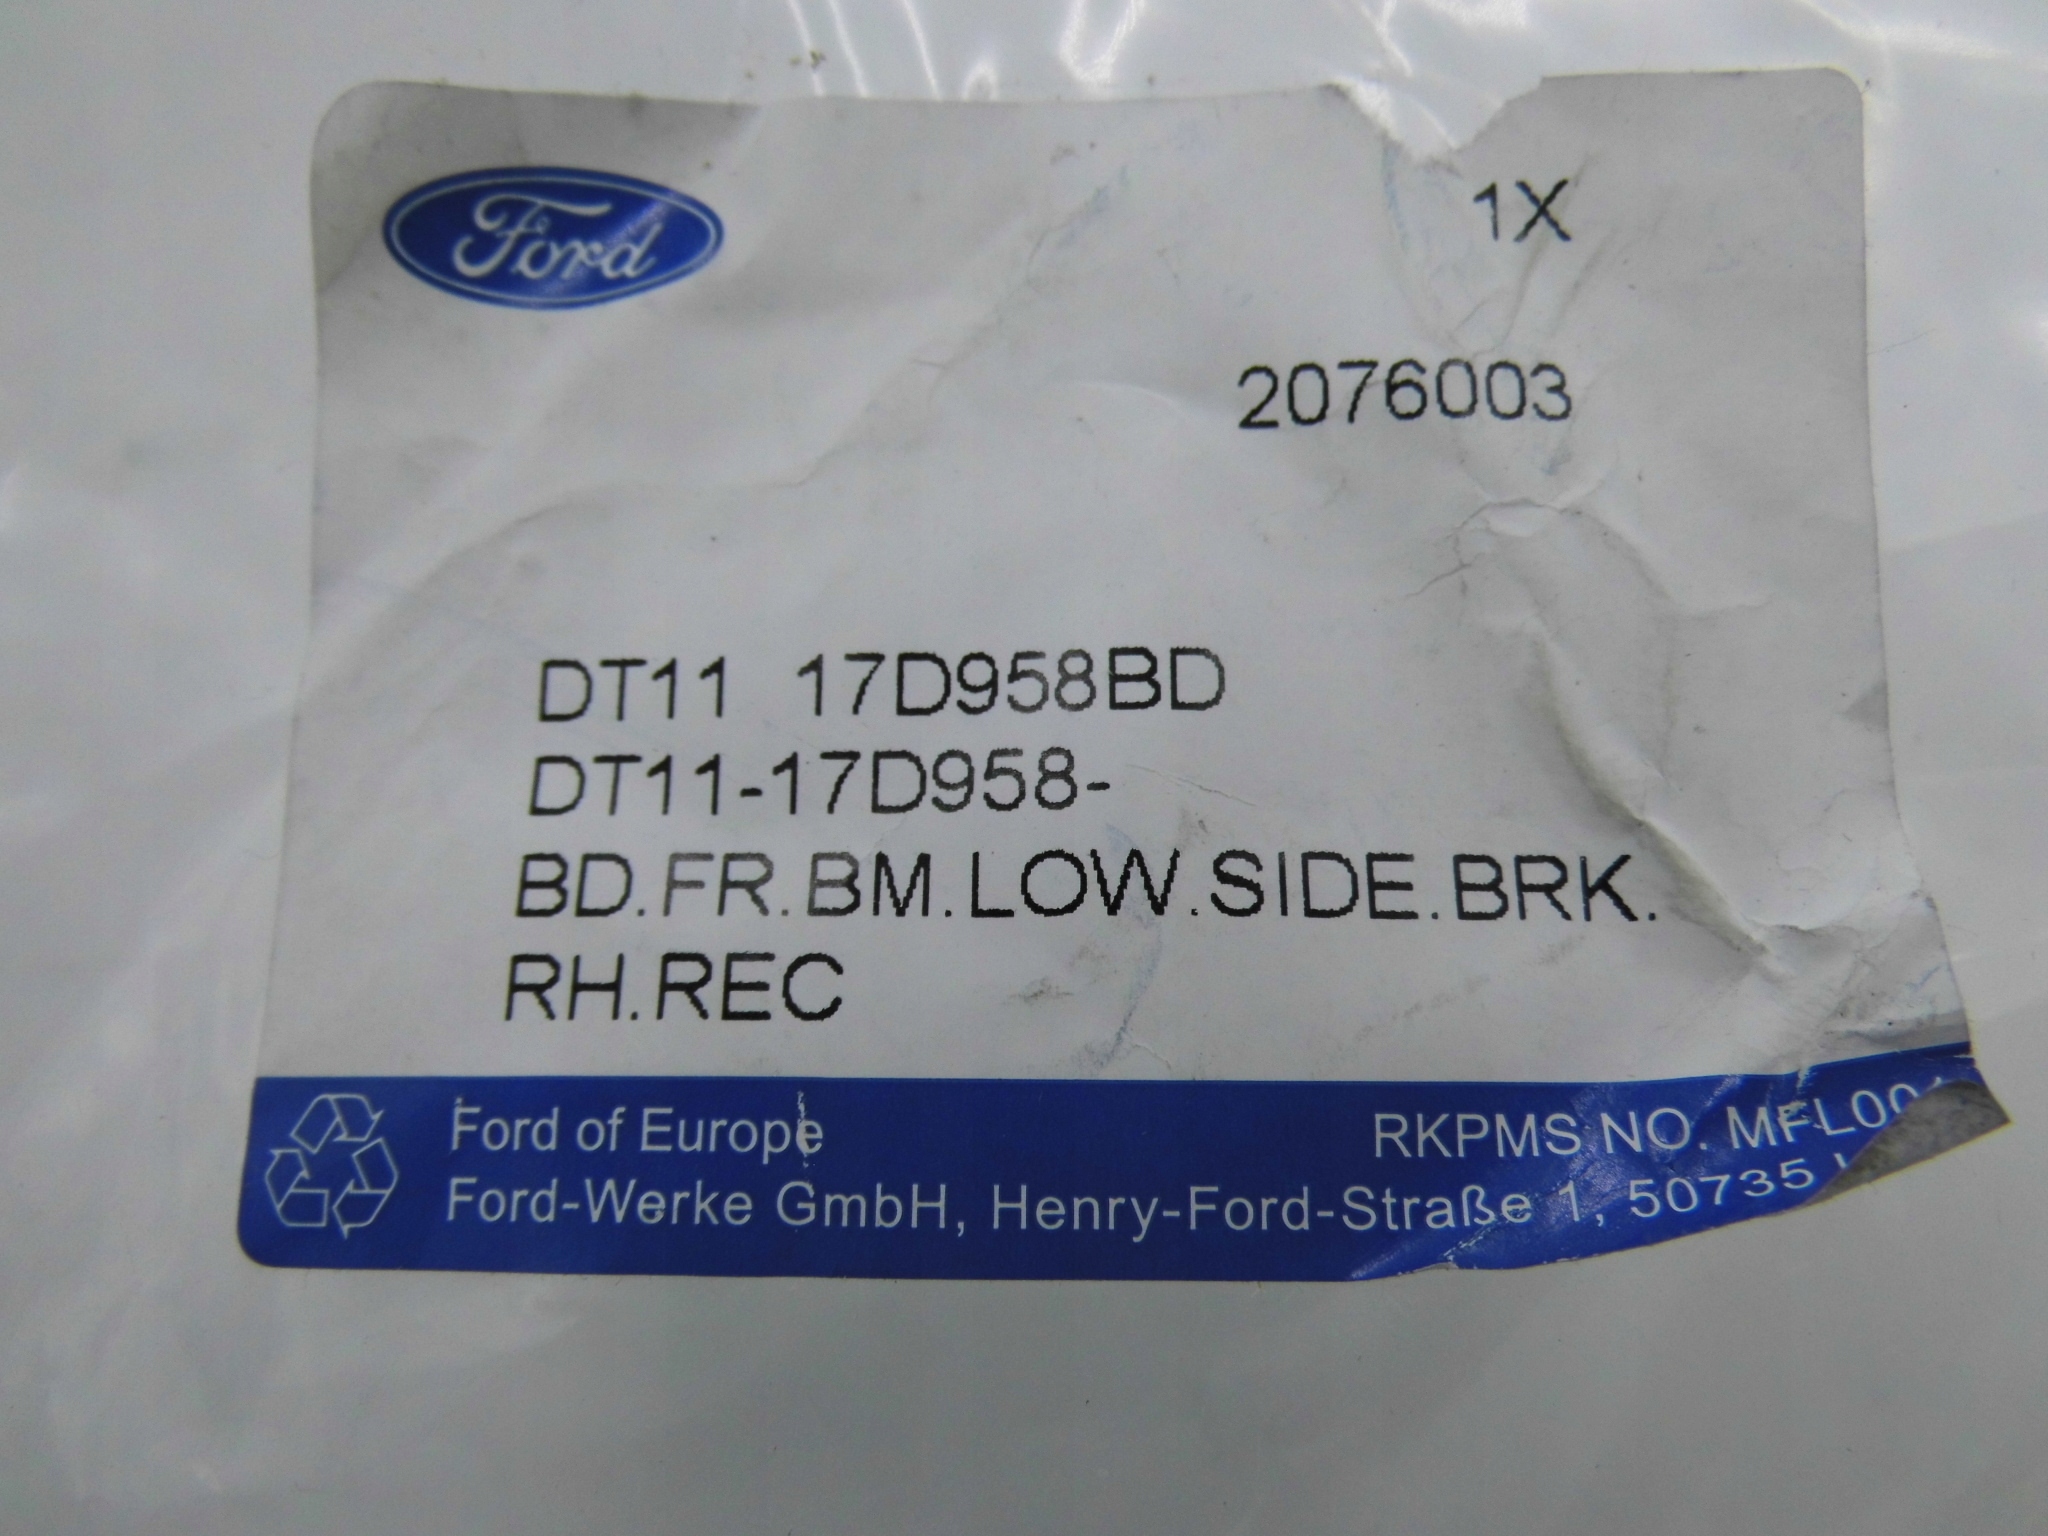 Ford
1X
2076003
DT11 17D958BD
DT11-17D958-
BD.FR.BM.LOW.SIDE.BRK.
RH.REC
Ford of Europe
RKPMS NO.
Ford-Werke GmbH, Henry-Ford-Straße 1, 50735